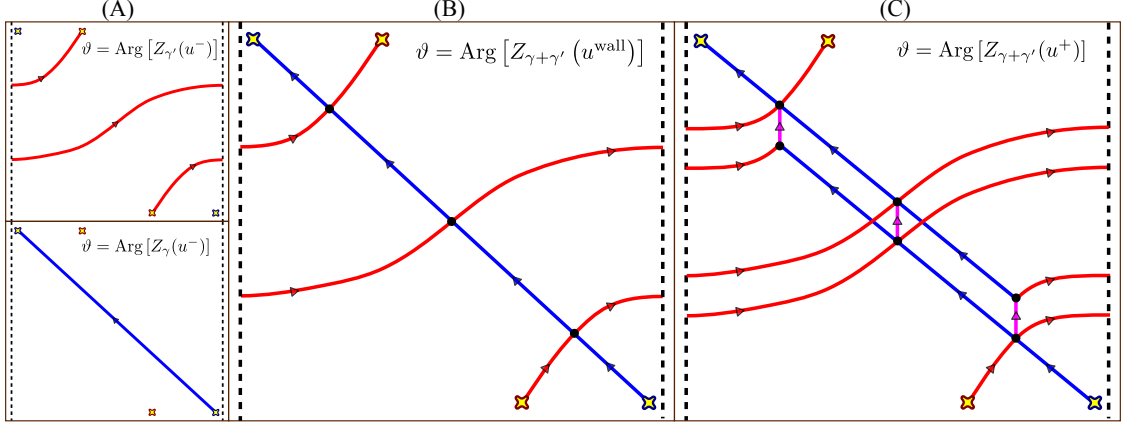 (A)
(B)
(C)
ϑ = Arg [Z_{γ′}(u⁻)]
ϑ = Arg [Z_γ(u⁻)]
ϑ = Arg [Z_{γ+γ′} (u^{wall})]
ϑ = Arg [Z_{γ+γ′}(u⁺)]